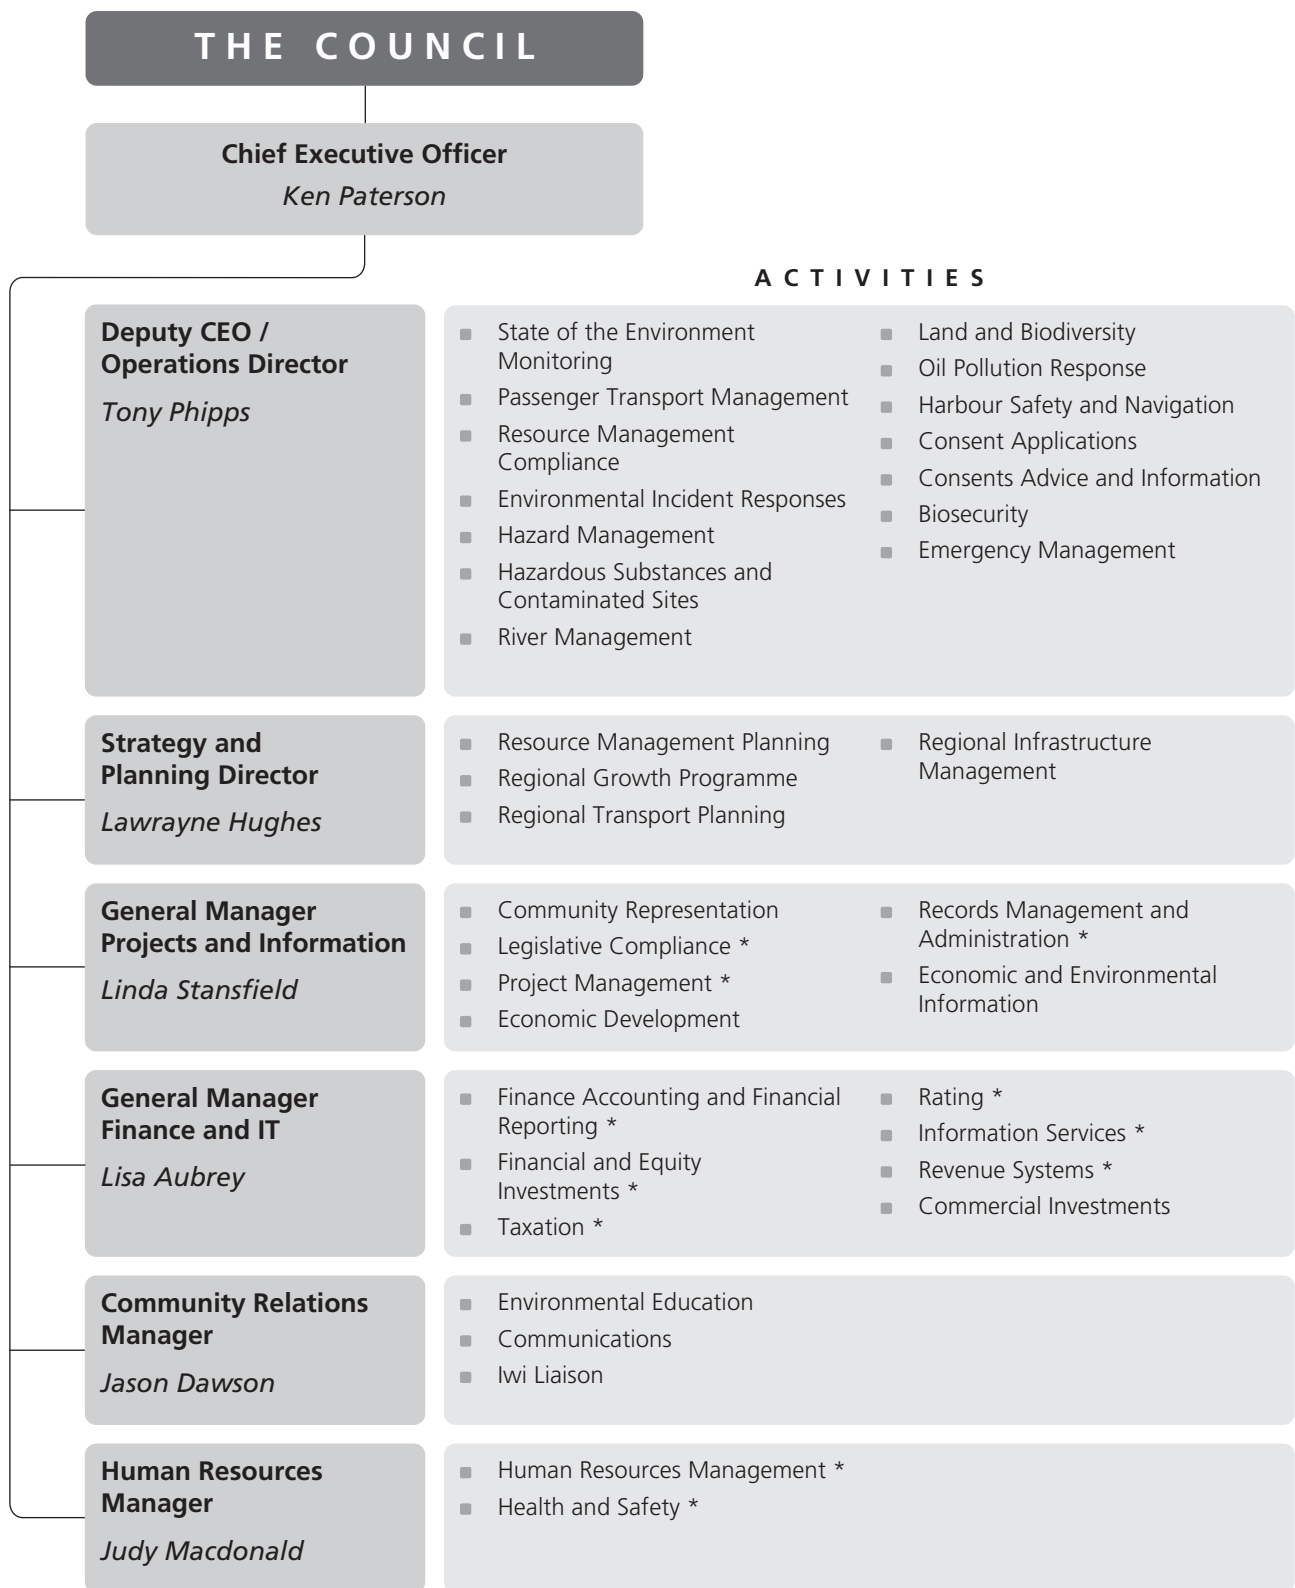 THE COUNCIL
Chief Executive Officer
Ken Paterson
ACTIVITIES
Deputy CEO /
Operations Director
Tony Phipps
State of the Environment
Monitoring
Passenger Transport Management
Resource Management
Compliance
Environmental Incident Responses
Hazard Management
Hazardous Substances and
Contaminated Sites
River Management
Land and Biodiversity
Oil Pollution Response
Harbour Safety and Navigation
Consent Applications
Consents Advice and Information
Biosecurity
Emergency Management
Strategy and
Planning Director
Lawrayne Hughes
Resource Management Planning
Regional Growth Programme
Regional Transport Planning
Regional Infrastructure
Management
General Manager
Projects and Information
Linda Stansfield
Community Representation
Legislative Compliance *
Project Management *
Economic Development
Records Management and
Administration *
Economic and Environmental
Information
General Manager
Finance and IT
Lisa Aubrey
Finance Accounting and Financial
Reporting *
Financial and Equity
Investments *
Taxation *
Rating *
Information Services *
Revenue Systems *
Commercial Investments
Community Relations
Manager
Jason Dawson
Environmental Education
Communications
Iwi Liaison
Human Resources
Manager
Judy Macdonald
Human Resources Management *
Health and Safety *